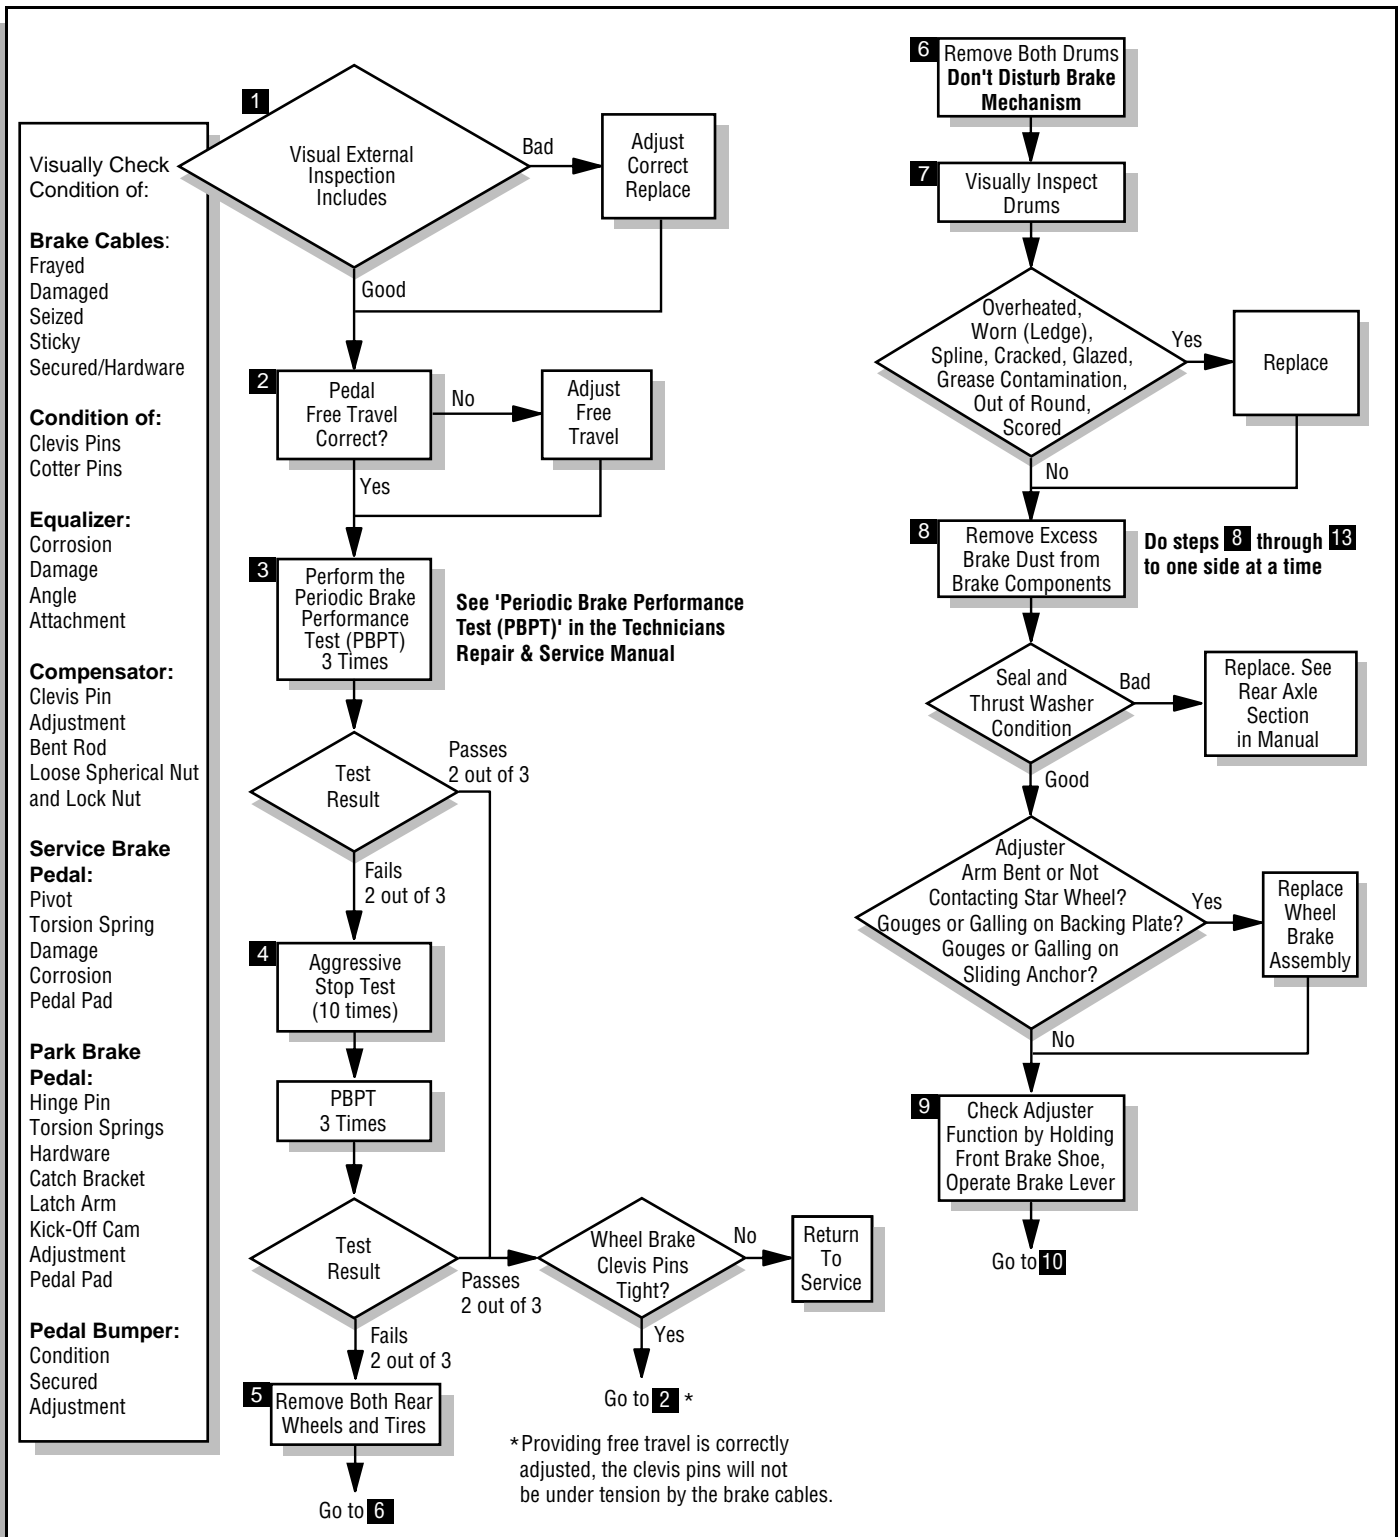 Visually Check
Condition of:
Brake Cables:
Frayed
Damaged
Seized
Sticky
Secured/Hardware
Condition of:
Clevis Pins
Cotter Pins
Equalizer:
Corrosion
Damage
Angle
Attachment
Compensator:
Clevis Pin
Adjustment
Bent Rod
Loose Spherical Nut
and Lock Nut
Service Brake
Pedal:
Pivot
Torsion Spring
Damage
Corrosion
Pedal Pad
Park Brake
Pedal:
Hinge Pin
Torsion Springs
Hardware
Catch Bracket
Latch Arm
Kick-Off Cam
Adjustment
Pedal Pad
Pedal Bumper:
Condition
Secured
Adjustment
1
Visual External
Inspection
Includes
Bad
Adjust
Correct
Replace
Good
2
Pedal
Free Travel
Correct?
No
Adjust
Free
Travel
Yes
3
Perform the
Periodic Brake
Performance
Test (PBPT)
3 Times
See 'Periodic Brake Performance
Test (PBPT)' in the Technicians
Repair & Service Manual
Test
Result
Passes
2 out of 3
Fails
2 out of 3
4
Aggressive
Stop Test
(10 times)
PBPT
3 Times
Test
Result
Passes
2 out of 3
Fails
2 out of 3
Wheel Brake
Clevis Pins
Tight?
No
Return
To
Service
Yes
Go to 2 *
*Providing free travel is correctly
adjusted, the clevis pins will not
be under tension by the brake cables.
5
Remove Both Rear
Wheels and Tires
Go to 6
6
Remove Both Drums
Don't Disturb Brake
Mechanism
7
Visually Inspect
Drums
Overheated,
Worn (Ledge),
Spline, Cracked, Glazed,
Grease Contamination,
Out of Round,
Scored
Yes
Replace
No
8
Remove Excess
Brake Dust from
Brake Components
Do steps 8 through 13
to one side at a time
Seal and
Thrust Washer
Condition
Bad
Replace. See
Rear Axle
Section
in Manual
Good
Adjuster
Arm Bent or Not
Contacting Star Wheel?
Gouges or Galling on Backing Plate?
Gouges or Galling on
Sliding Anchor?
Yes
Replace
Wheel
Brake
Assembly
No
9
Check Adjuster
Function by Holding
Front Brake Shoe,
Operate Brake Lever
Go to 10